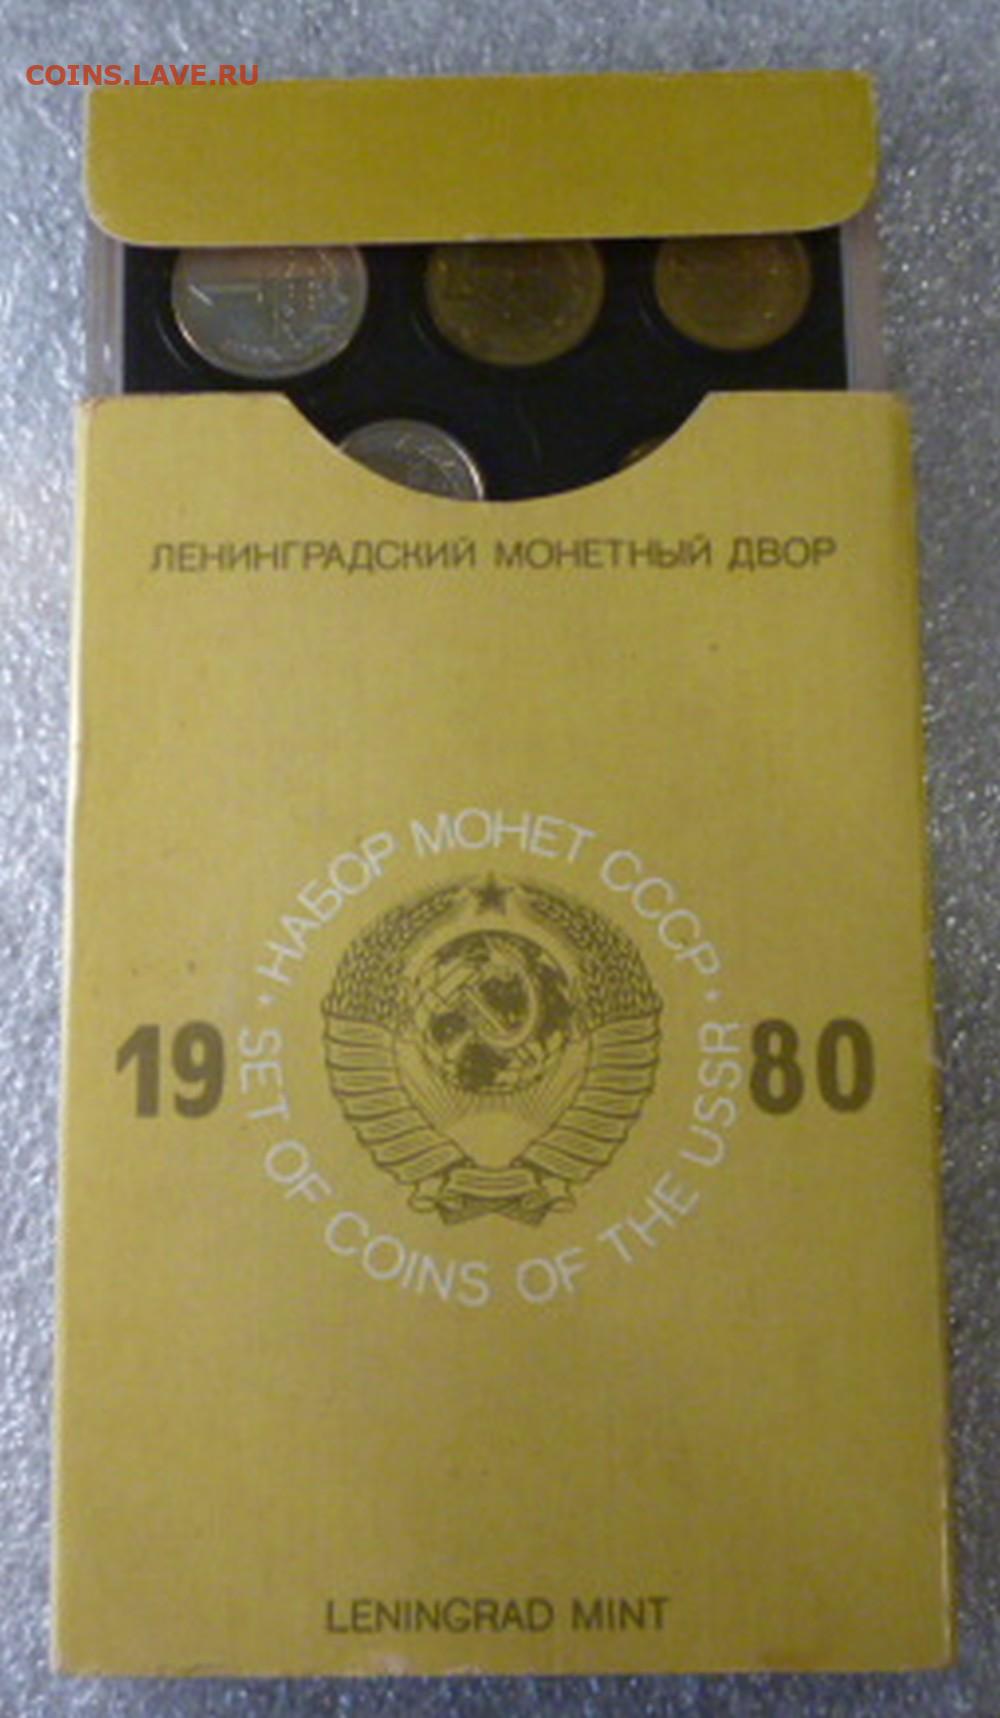 COINS.LAVE.RU
ЛЕНИНГРАДСКИЙ МОНЕТНЫЙ ДВОР
· НАБОР МОНЕТ СССР ·
19 80
SET OF COINS OF THE USSR
LENINGRAD MINT